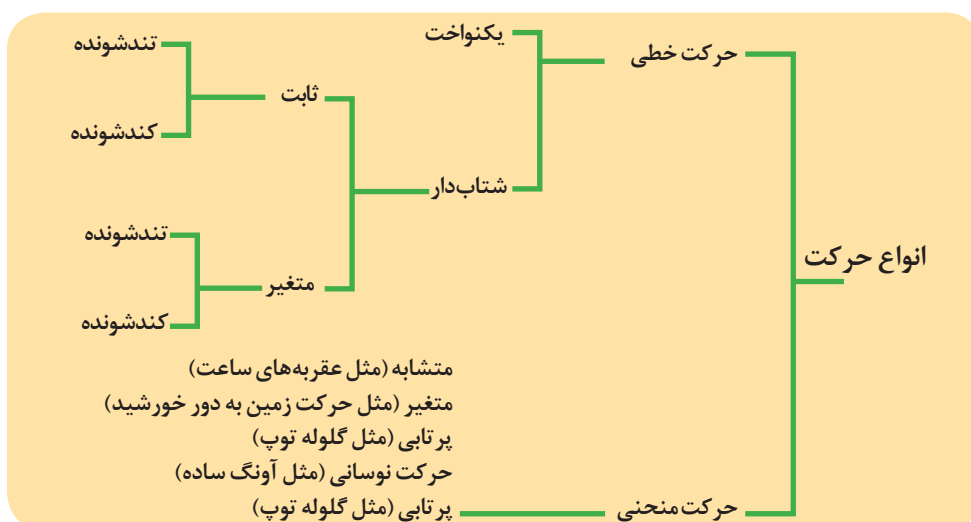 انواع حرکت
حرکت خطی
یکنواخت
شتاب‌دار
ثابت
تندشونده
کندشونده
متغیر
تندشونده
کندشونده
حرکت منحنی
متشابه (مثل عقربه‌های ساعت)
متغیر (مثل حرکت زمین به دور خورشید)
پرتابی (مثل گلوله توپ)
حرکت نوسانی (مثل آونگ ساده)
پرتابی (مثل گلوله توپ)